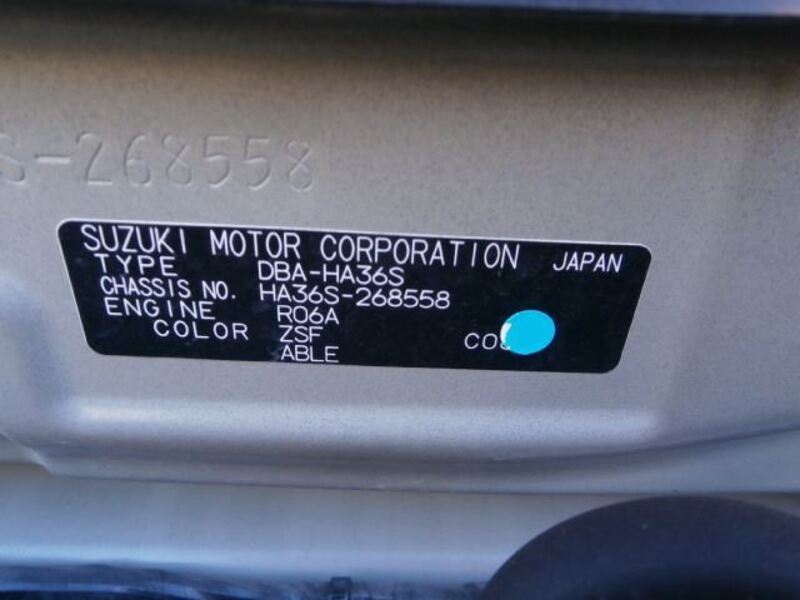 S-268558
SUZUKI MOTOR CORPORATION JAPAN
TYPE DBA-HA36S
CHASSIS NO. HA36S-268558
ENGINE R06A
COLOR ZSF
ABLE